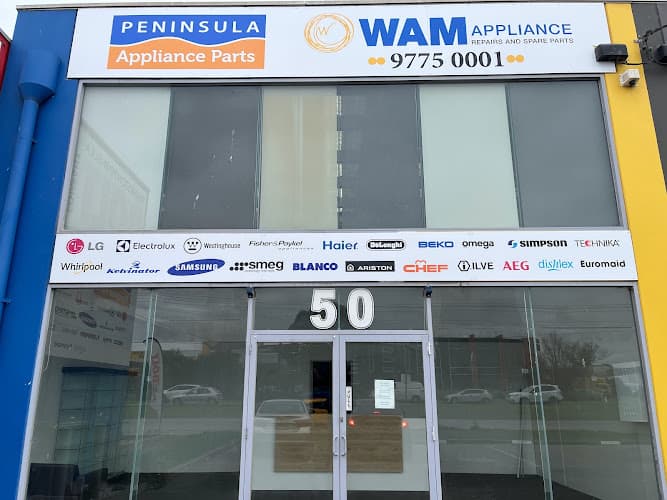 PENINSULA
Appliance Parts
WAM APPLIANCE
REPAIRS AND SPARE PARTS
9775 0001
LG Electrolux Westinghouse Fisher & Paykel Haier DeLonghi BEKO omega SIMPSON TECHNIKA
appliances
Whirlpool Kelvinator SAMSUNG smeg BLANCO ARISTON CHEF ILVE AEG dishlex Euromaid
50